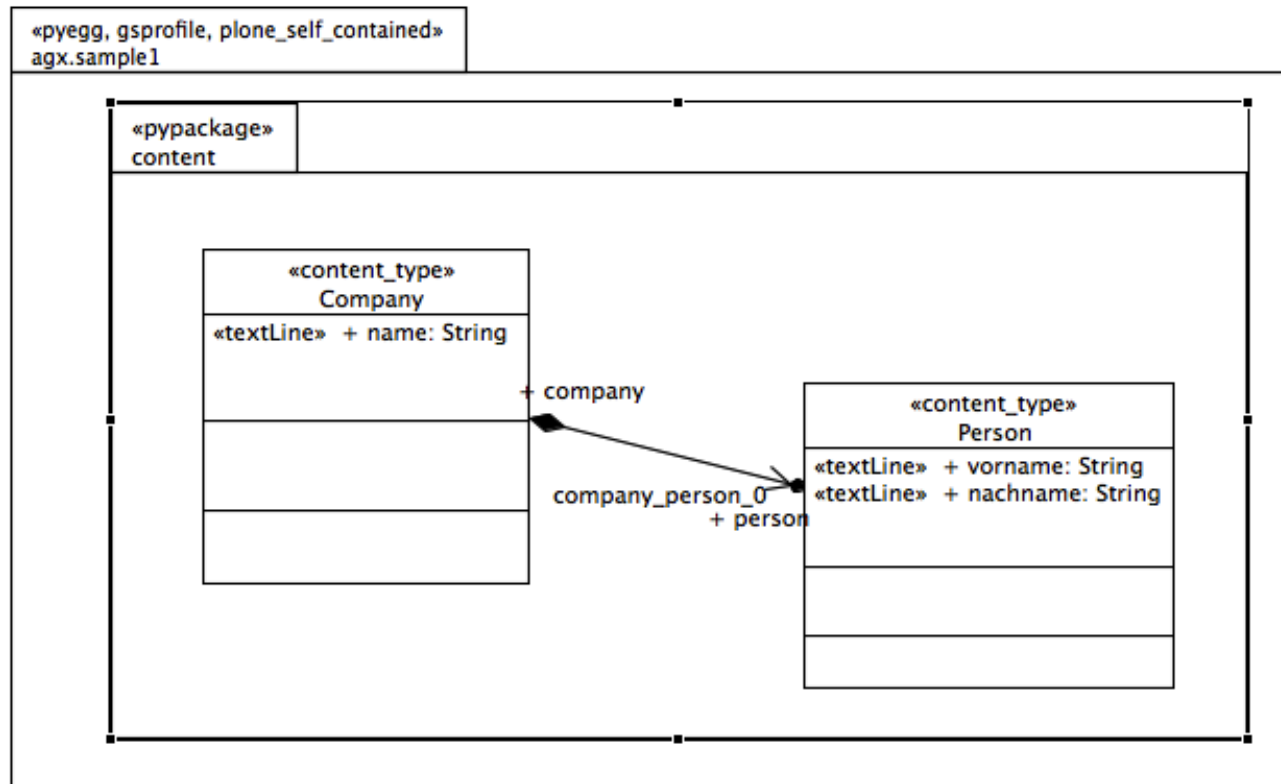 «pyegg, gsprofile, plone_self_contained»
agx.sample1
«pypackage»
content
«content_type»
Company
«textLine» + name: String
+ company
«content_type»
Person
«textLine» + vorname: String
«textLine» + nachname: String
company_person_0
+ person